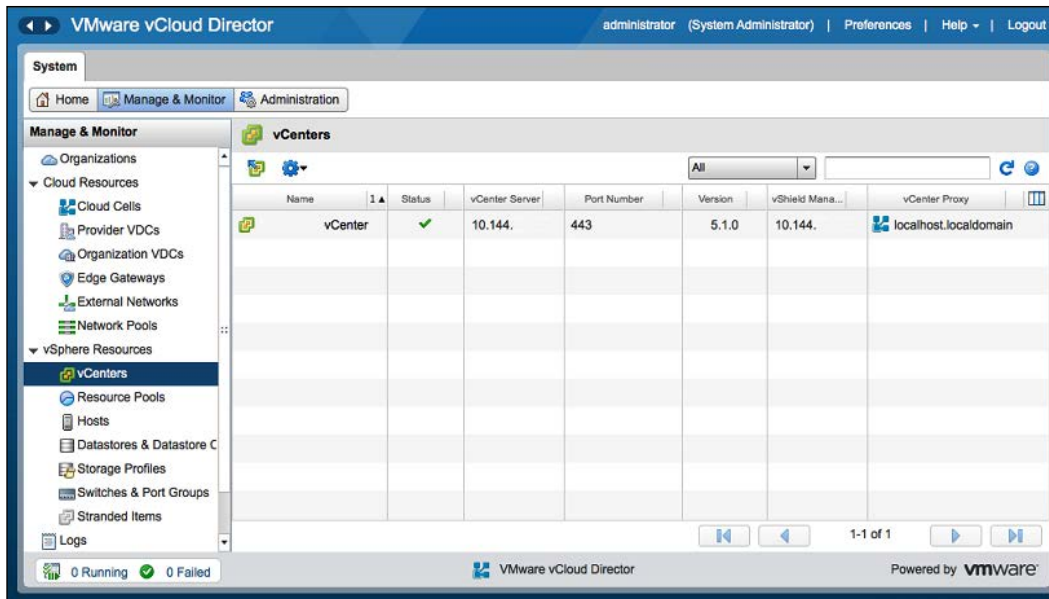 VMware vCloud Director administrator (System Administrator) | Preferences | Help | Logout
System
Home Manage & Monitor Administration
Manage & Monitor
Organizations
Cloud Resources
Cloud Cells
Provider VDCs
Organization VDCs
Edge Gateways
External Networks
Network Pools
vSphere Resources
vCenters
Resource Pools
Hosts
Datastores & Datastore C
Storage Profiles
Switches & Port Groups
Stranded Items
Logs
vCenters
All
Name 1 Status vCenter Server Port Number Version vShield Mana... vCenter Proxy
vCenter 10.144. 443 5.1.0 10.144. localhost.localdomain
1-1 of 1
0 Running 0 Failed VMware vCloud Director Powered by vmware